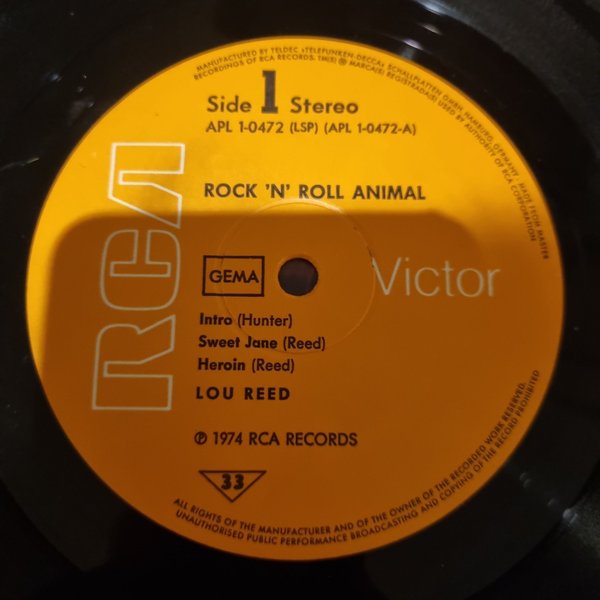 MANUFACTURED BY TELDEC »TELEFUNKEN-DECCA« SCHALLPLATTEN GMBH, HAMBURG, GERMANY · MADE FROM MASTER
RECORDINGS OF RCA RECORDS; TM(S) ® MARCA(S) REGISTRADA(S) USED BY AUTHORITY OF RCA CORPORATION
Side 1 Stereo
APL 1-0472 (LSP) (APL 1-0472-A)
ROCK 'N' ROLL ANIMAL
RCA
Victor
GEMA
Intro (Hunter)
Sweet Jane (Reed)
Heroin (Reed)
LOU REED
℗ 1974 RCA RECORDS
33
ALL RIGHTS OF THE MANUFACTURER AND OF THE OWNER OF THE RECORDED WORK RESERVED.
UNAUTHORISED PUBLIC PERFORMANCE BROADCASTING AND COPYING OF THE RECORD PROHIBITED